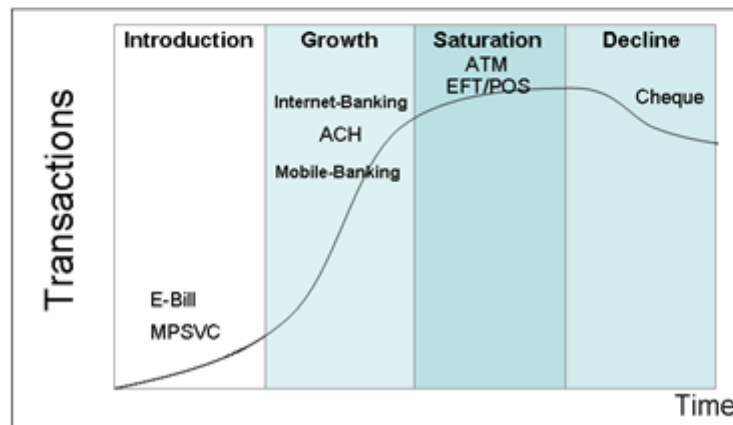 Introduction
Growth
Saturation
Decline
ATM
EFT/POS
Cheque
Internet-Banking
ACH
Mobile-Banking
E-Bill
MPSVC
Transactions
Time